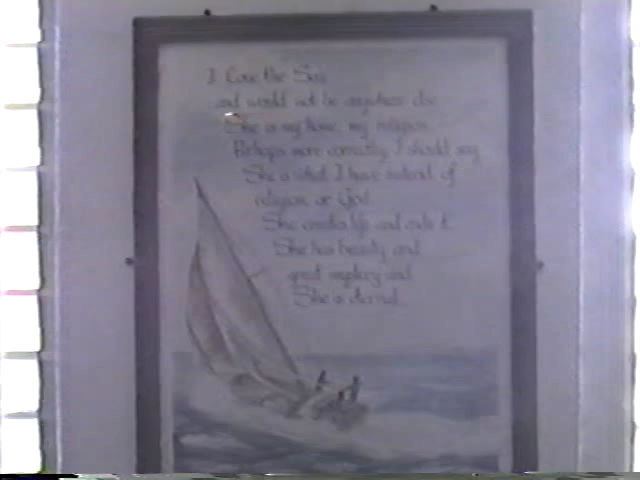 I Love the Sea
and would not be anywhere else
She is my home, my religion
Perhaps more correctly, I should say
She is what I have instead of
religion or God.
She creates life and ends it.
She has beauty and
great mystery and
She is eternal.